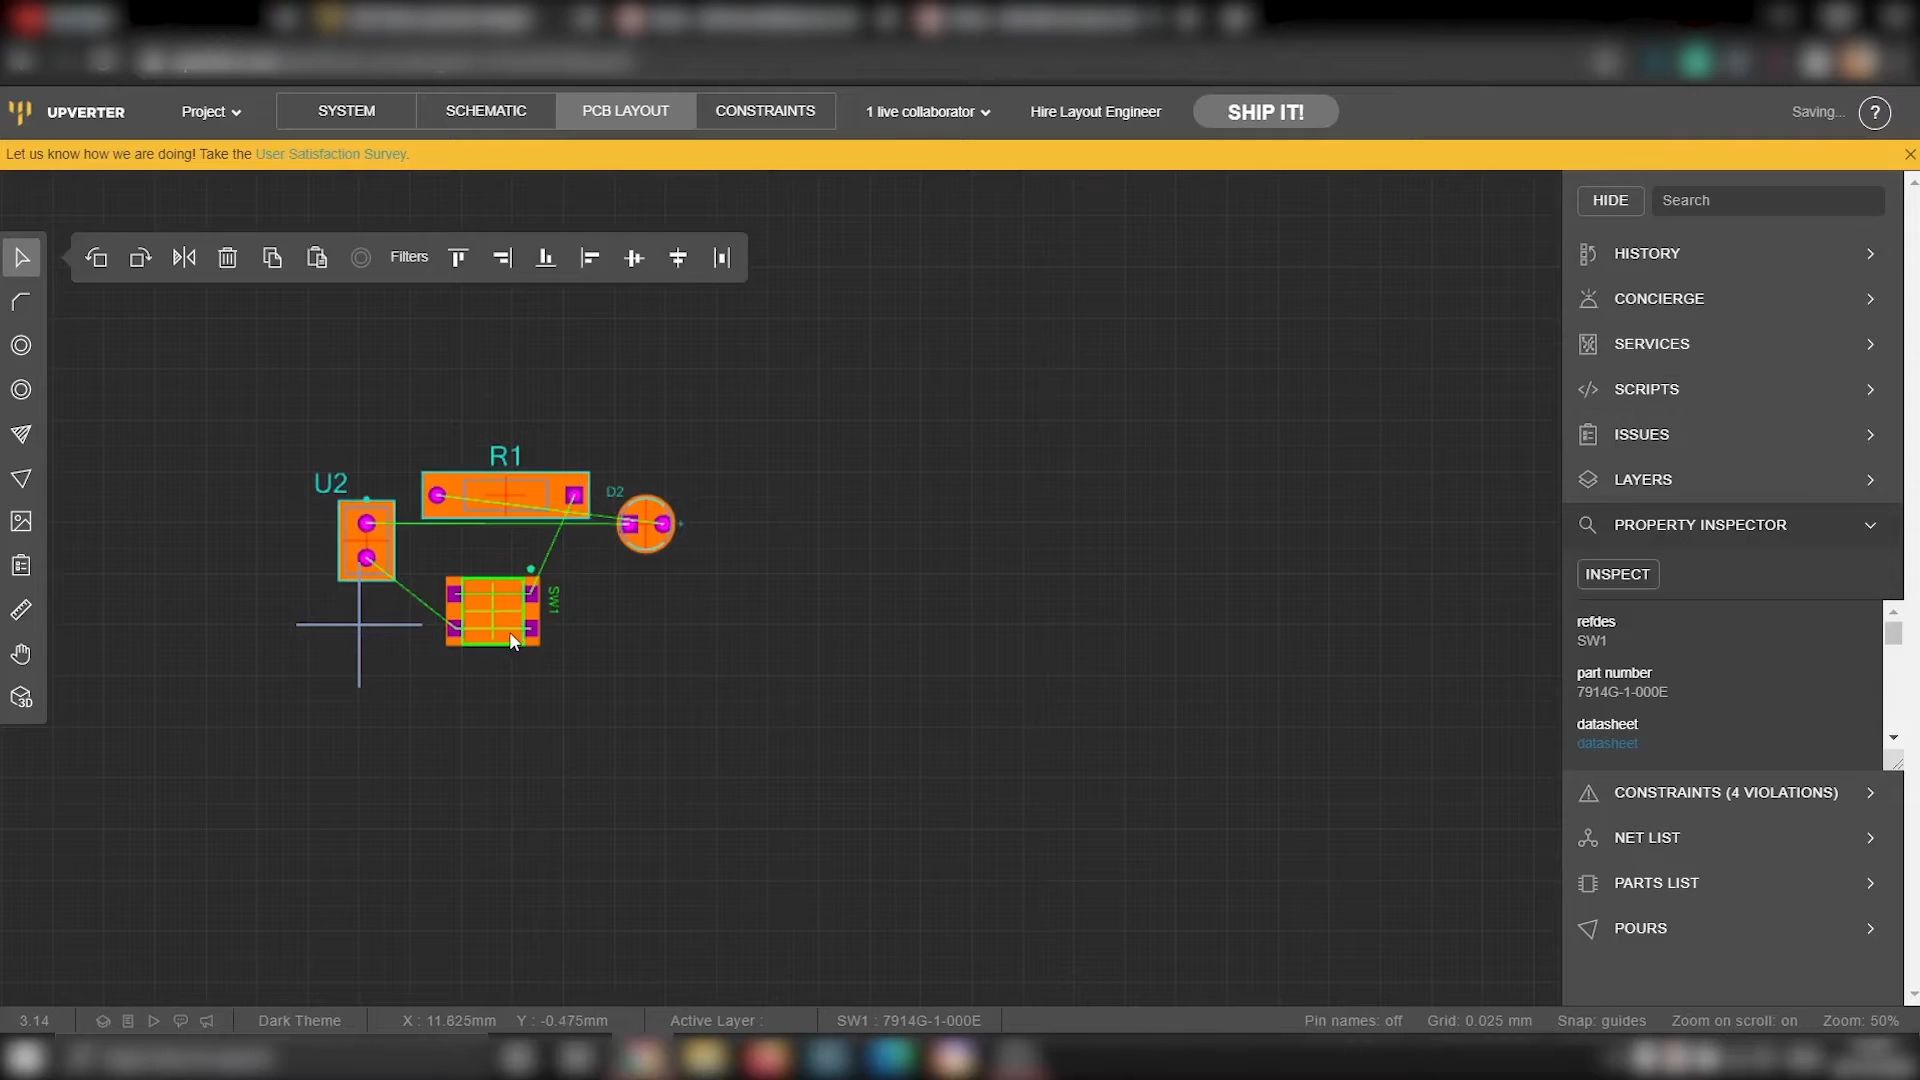 UPVERTER
Project
SYSTEM
SCHEMATIC
PCB LAYOUT
CONSTRAINTS
1 live collaborator
Hire Layout Engineer
SHIP IT!
Saving...
?
Let us know how we are doing! Take the User Satisfaction Survey.
HIDE
Search
Filters
HISTORY
CONCIERGE
SERVICES
SCRIPTS
ISSUES
LAYERS
PROPERTY INSPECTOR
INSPECT
refdes
SW1
part number
7914G-1-000E
datasheet
datasheet
CONSTRAINTS (4 VIOLATIONS)
NET LIST
PARTS LIST
POURS
R1
U2
D2
SW1
3D
3.14
Dark Theme
X : 11.625mm
Y : -0.475mm
Active Layer :
SW1 : 7914G-1-000E
Pin names: off
Grid: 0.025 mm
Snap: guides
Zoom on scroll: on
Zoom: 50%